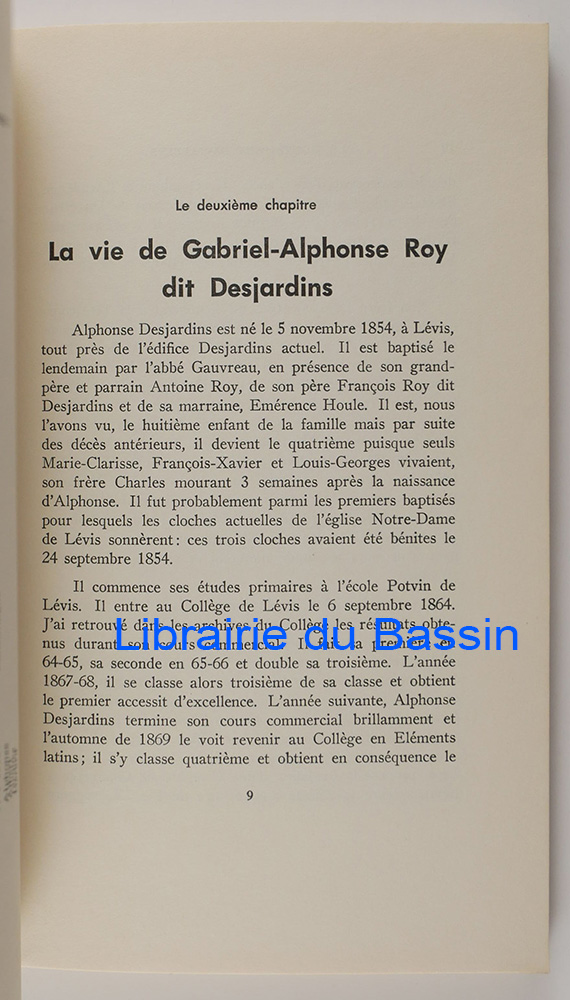 Le deuxième chapitre
La vie de Gabriel-Alphonse Roy
dit Desjardins
Alphonse Desjardins est né le 5 novembre 1854, à Lévis,
tout près de l'édifice Desjardins actuel. Il est baptisé le
lendemain par l'abbé Gauvreau, en présence de son grand-
père et parrain Antoine Roy, de son père François Roy dit
Desjardins et de sa marraine, Emérence Houle. Il est, nous
l'avons vu, le huitième enfant de la famille mais par suite
des décès antérieurs, il devient le quatrième puisque seuls
Marie-Clarisse, François-Xavier et Louis-Georges vivaient,
son frère Charles mourant 3 semaines après la naissance
d'Alphonse. Il fut probablement parmi les premiers baptisés
pour lesquels les cloches actuelles de l'église Notre-Dame
de Lévis sonnèrent: ces trois cloches avaient été bénites le
24 septembre 1854.
Il commence ses études primaires à l'école Potvin de
Lévis. Il entre au Collège de Lévis le 6 septembre 1864.
J'ai retrouvé dans les archives du Collège les résultats obte-
nus durant son cours commercial. Il fait sa première en
Librairie du Bassin
64-65, sa seconde en 65-66 et double sa troisième. L'année
1867-68, il se classe alors troisième de sa classe et obtient
le premier accessit d'excellence. L'année suivante, Alphonse
Desjardins termine son cours commercial brillamment et
l'automne de 1869 le voit revenir au Collège en Eléments
latins; il s'y classe quatrième et obtient en conséquence le
9